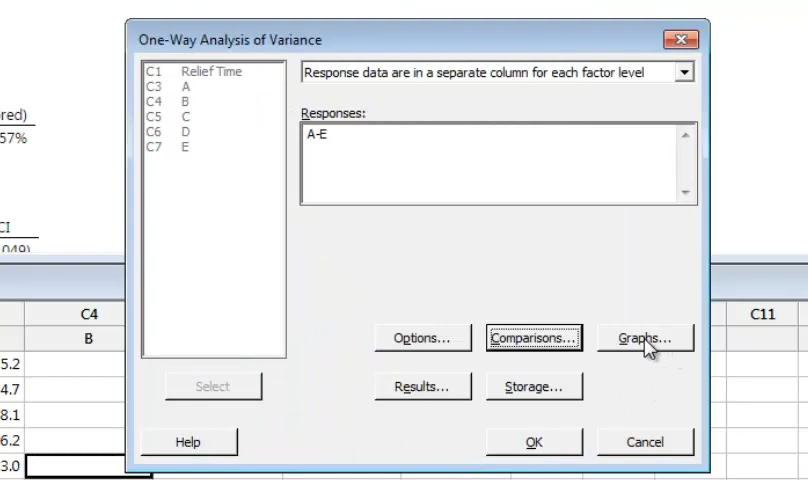 One-Way Analysis of Variance
C1 Relief Time
C3 A
C4 B
C5 C
C6 D
C7 E
Response data are in a separate column for each factor level
Responses:
A-E
Options... Comparisons... Graphs...
Select Results... Storage...
Help OK Cancel
red)
57%
CI
049)
C4 C11
B
5.2
4.7
8.1
6.2
3.0